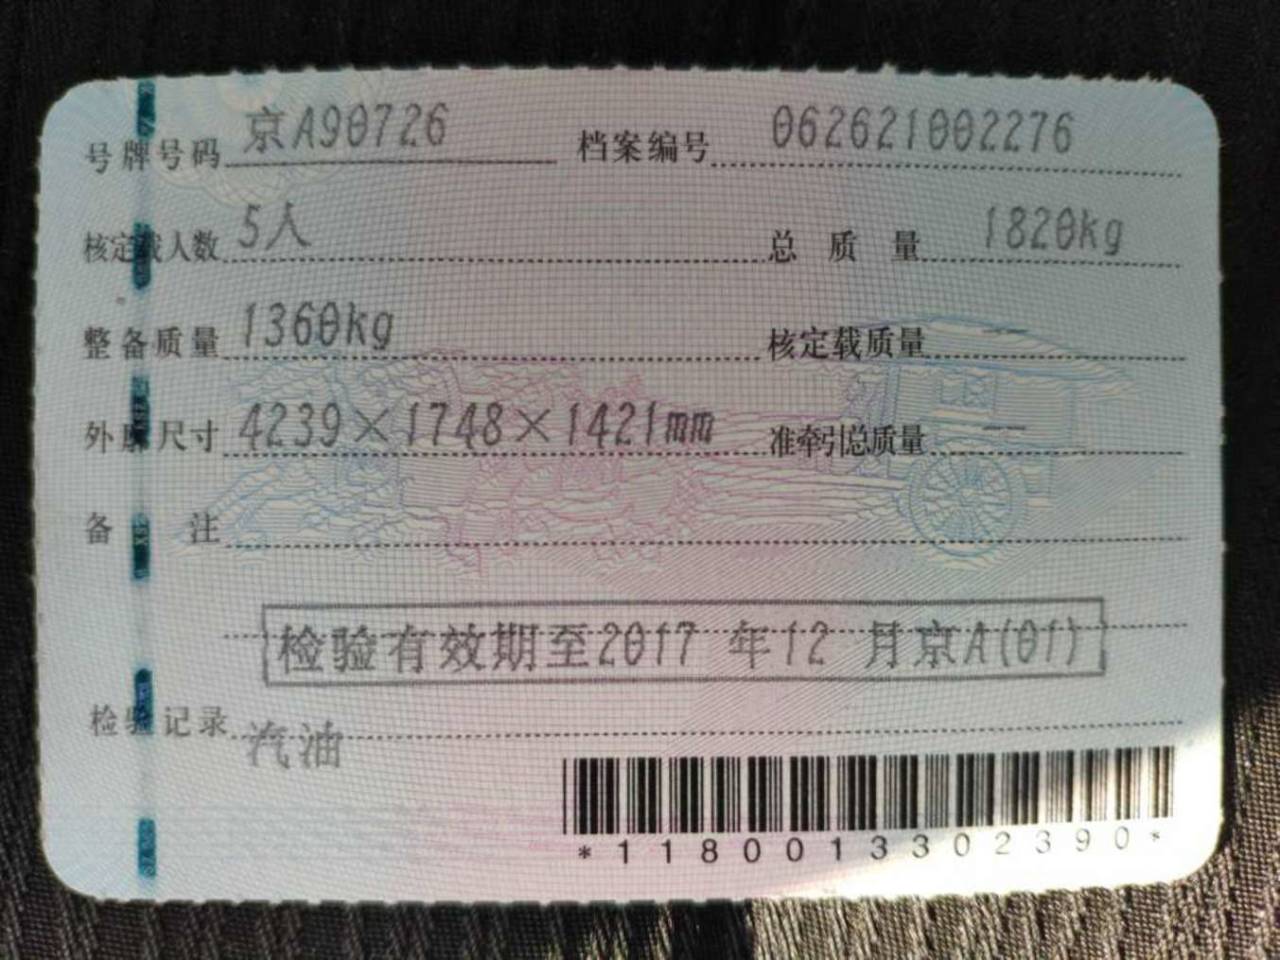 号牌号码 京A90726 档案编号 062621002276
核定载人数 5人 总质量 1820kg
整备质量 1360kg 核定载质量 --
外廓尺寸 4239×1748×1421mm 准牵引总质量 --
备注
检验有效期至2017 年12 月京A(01)
检验记录
汽油
*1180013302390*